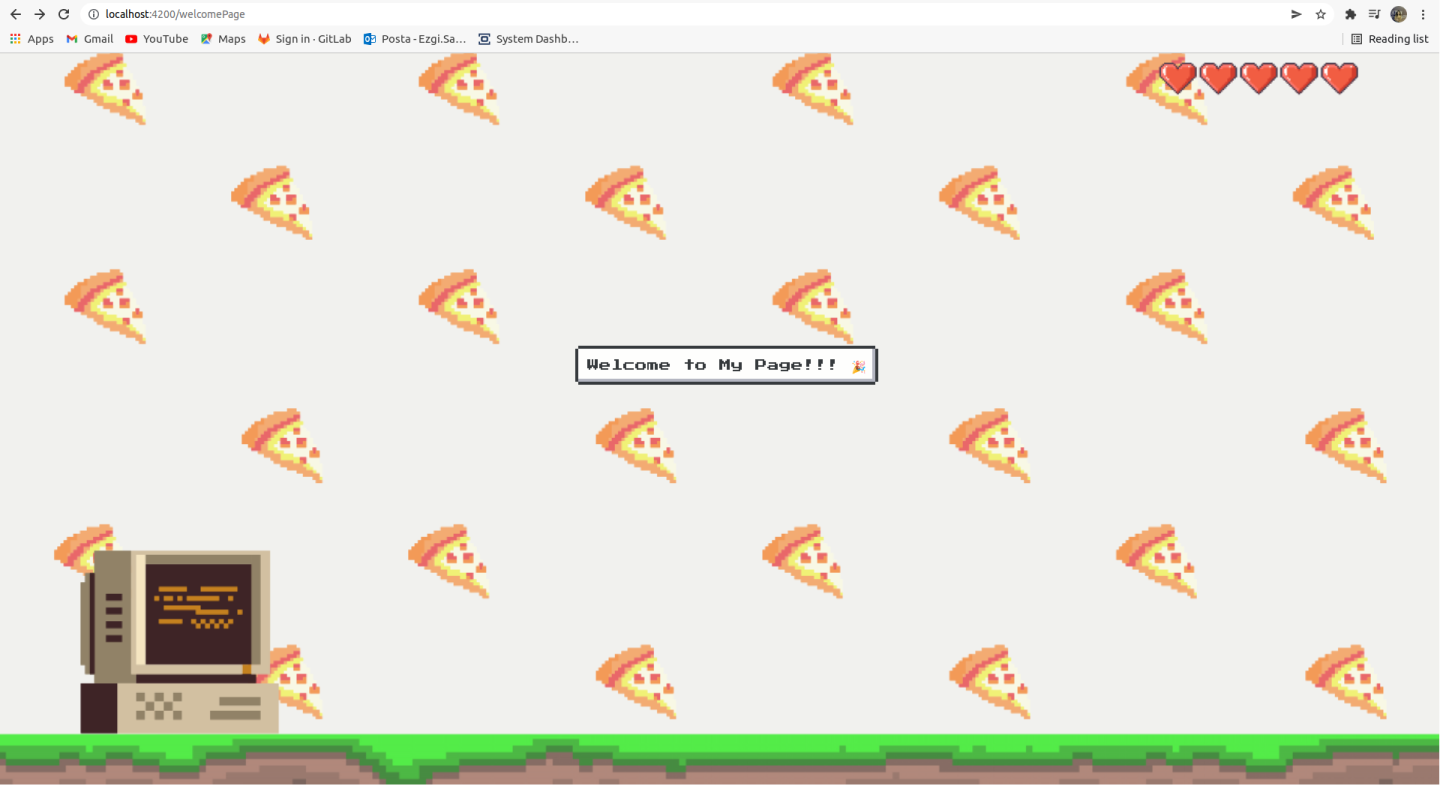 localhost:4200/welcomePage
Apps Gmail YouTube Maps Sign in · GitLab Posta - Ezgi.Sa... System Dashb... Reading list
Welcome to My Page!!! 🎉